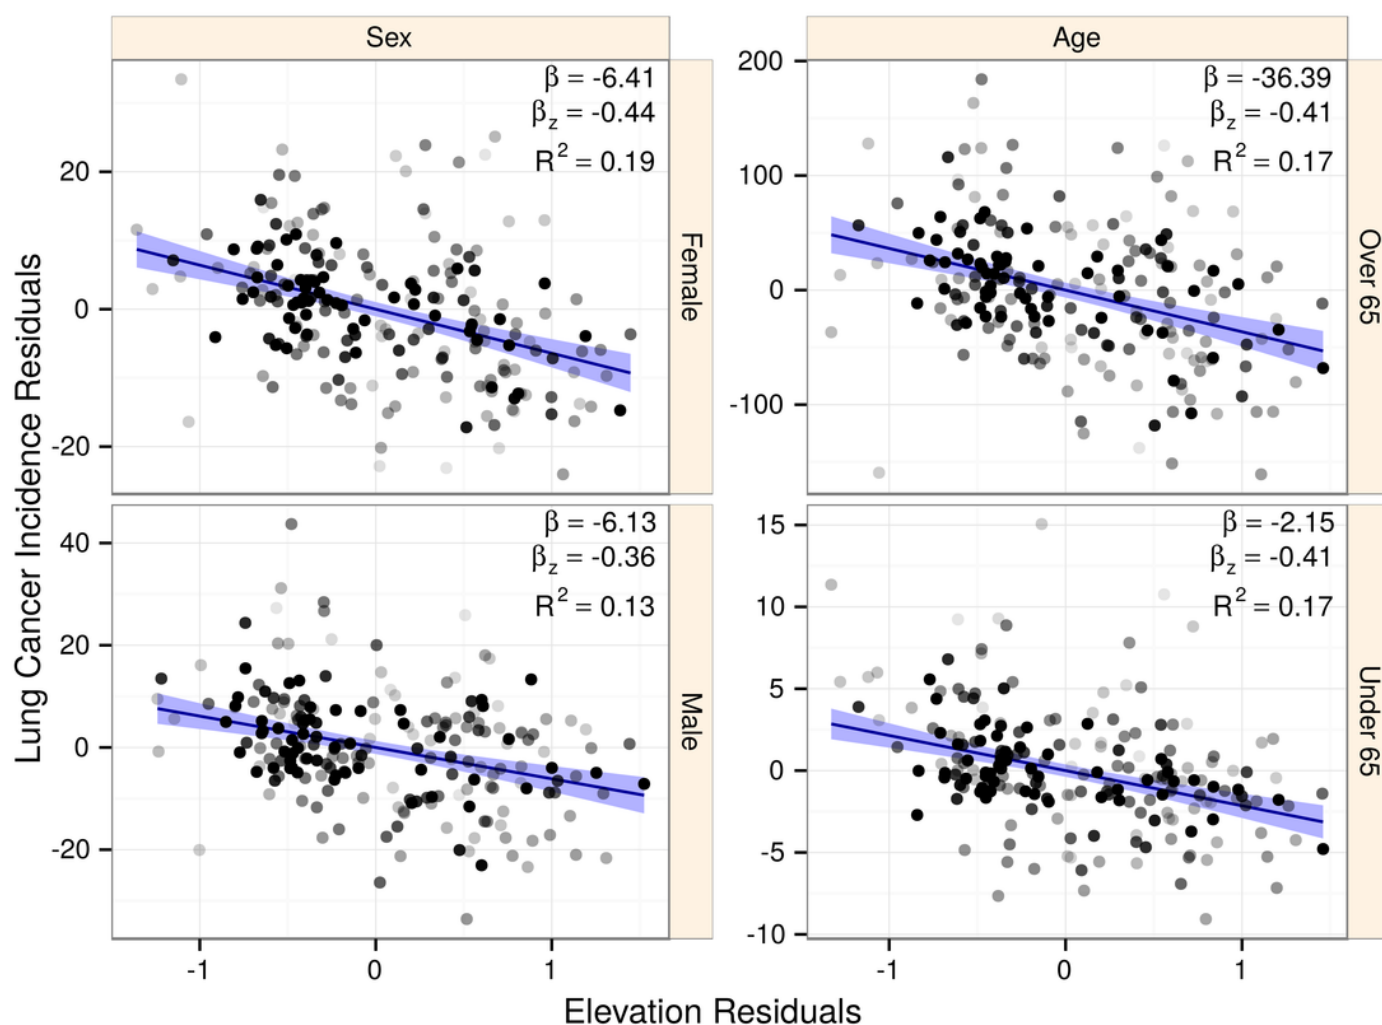 Sex
Age
β = -6.41
βz = -0.44
R2 = 0.19
20
0
-20
Female
β = -36.39
βz = -0.41
R2 = 0.17
200
100
0
-100
Over 65
β = -6.13
βz = -0.36
R2 = 0.13
40
20
0
-20
Male
β = -2.15
βz = -0.41
R2 = 0.17
15
10
5
0
-5
-10
Under 65
-1 0 1
-1 0 1
Lung Cancer Incidence Residuals
Elevation Residuals